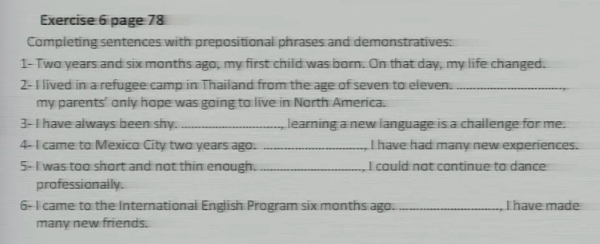 Exercise 6 page 78
Completing sentences with prepositional phrases and demonstratives:
1- Two years and six months ago, my first child was born. On that day, my life changed.
2- I lived in a refugee camp in Thailand from the age of seven to eleven. ..............................,
my parents' only hope was going to live in North America.
3- I have always been shy. ............................, learning a new language is a challenge for me.
4- I came to Mexico City two years ago. ............................, I have had many new experiences.
5- I was too short and not thin enough. ............................, I could not continue to dance
professionally.
6- I came to the International English Program six months ago. ............................, I have made
many new friends.